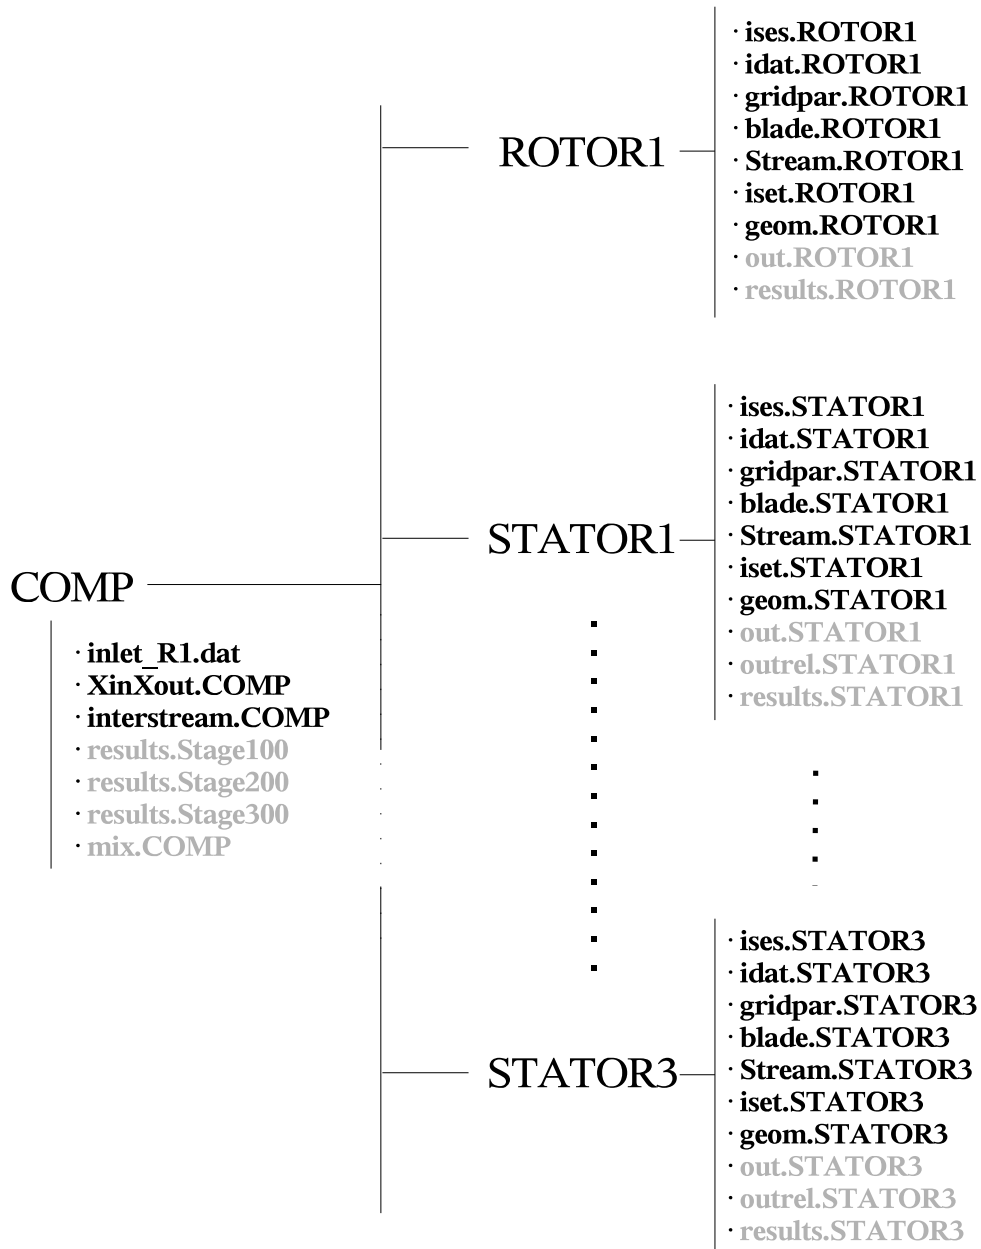 COMP
· inlet_R1.dat
· XinXout.COMP
· interstream.COMP
· results.Stage100
· results.Stage200
· results.Stage300
· mix.COMP
ROTOR1
· ises.ROTOR1
· idat.ROTOR1
· gridpar.ROTOR1
· blade.ROTOR1
· Stream.ROTOR1
· iset.ROTOR1
· geom.ROTOR1
· out.ROTOR1
· results.ROTOR1
STATOR1
· ises.STATOR1
· idat.STATOR1
· gridpar.STATOR1
· blade.STATOR1
· Stream.STATOR1
· iset.STATOR1
· geom.STATOR1
· out.STATOR1
· outrel.STATOR1
· results.STATOR1
STATOR3
· ises.STATOR3
· idat.STATOR3
· gridpar.STATOR3
· blade.STATOR3
· Stream.STATOR3
· iset.STATOR3
· geom.STATOR3
· out.STATOR3
· outrel.STATOR3
· results.STATOR3